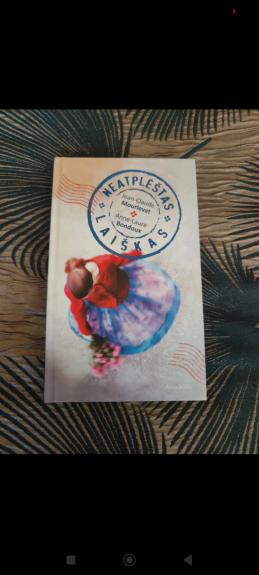 NEATPLĖŠTAS
Jean-Claude
Mourlevat
Anne-Laure
Bondoux
LAIŠKAS